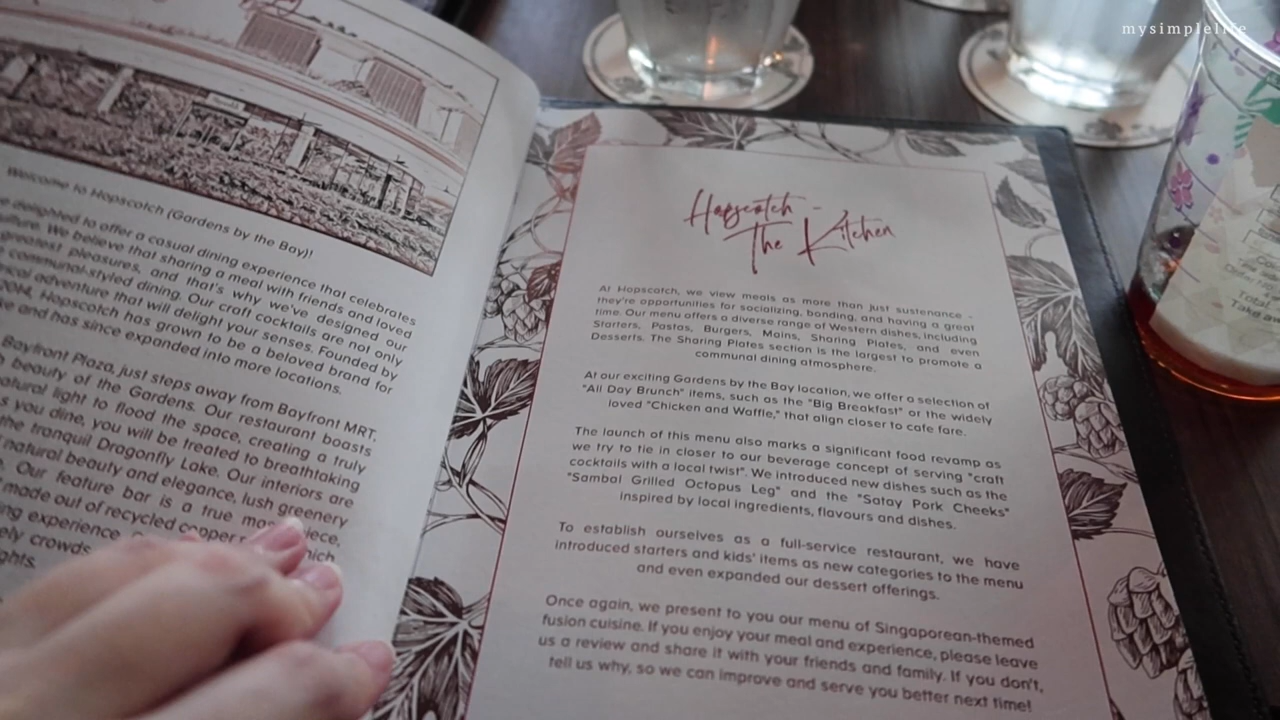 mysimplelife
Welcome to Hopscotch (Gardens by the Bay)!
delighted to offer a casual dining experience that celebrates
We believe that sharing a meal with friends and loved
greatest pleasures, and that's why we've designed our
communal-styled dining. Our craft cocktails are not only
adventure that will delight your senses. Founded by
2014, Hopscotch has grown to be a beloved brand for
and has since expanded into more locations.
Bayfront Plaza, just steps away from Bayfront MRT,
beauty of the Gardens. Our restaurant boasts
natural light to flood the space, creating a truly
as you dine, you will be treated to breathtaking
the tranquil Dragonfly Lake. Our interiors are
natural beauty and elegance, lush greenery
Our feature bar is a true
made out of recycled copper
experience.
crowds
Hopscotch -
The Kitchen
At Hopscotch, we view meals as more than just sustenance -
they're opportunities for socializing, bonding, and having a great
time. Our menu offers a diverse range of Western dishes, including
Starters, Pastas, Burgers, Mains, Sharing Plates, and even
Desserts. The Sharing Plates section is the largest to promote a
communal dining atmosphere.
At our exciting Gardens by the Bay location, we offer a selection of
"All Day Brunch" items, such as the "Big Breakfast" or the widely
loved "Chicken and Waffle," that align closer to cafe fare.
The launch of this menu also marks a significant food revamp as
we try to tie in closer to our beverage concept of serving "craft
cocktails with a local twist". We introduced new dishes such as the
"Sambal Grilled Octopus Leg" and the "Satay Pork Cheeks"
inspired by local ingredients, flavours and dishes.
To establish ourselves as a full-service restaurant, we have
introduced starters and kids' items as new categories to the menu
and even expanded our dessert offerings.
Once again, we present to you our menu of Singaporean-themed
fusion cuisine. If you enjoy your meal and experience, please leave
us a review and share it with your friends and family. If you don't,
tell us why, so we can improve and serve you better next time!
Total